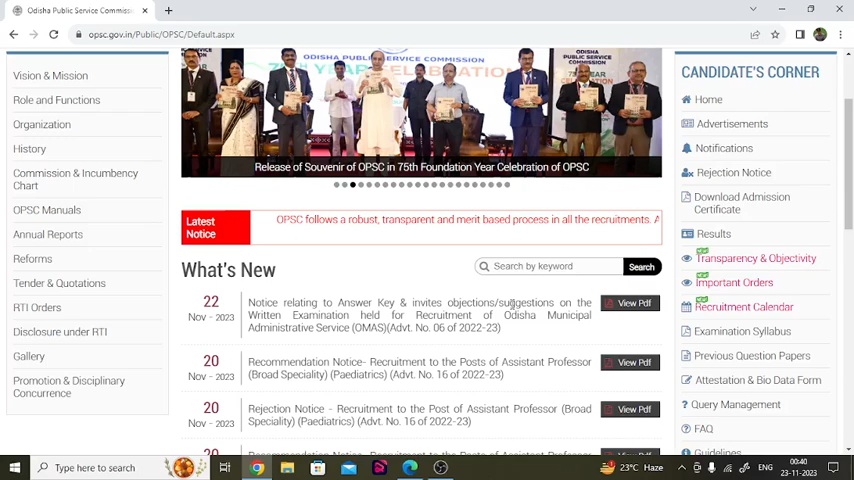 Odisha Public Service Commissi
opsc.gov.in/Public/OPSC/Default.aspx
Vision & Mission
Role and Functions
Organization
History
Commission & Incumbency
Chart
OPSC Manuals
Annual Reports
Reforms
Tender & Quotations
RTI Orders
Disclosure under RTI
Gallery
Promotion & Disciplinary
Concurrence
ODISHA PUBLIC SERVICE COMMISSION
75th YEAR CELEBRATION
Release of Souvenir of OPSC in 75th Foundation Year Celebration of OPSC
Latest
Notice
OPSC follows a robust, transparent and merit based process in all the recruitments. A
What's New
Search by keyword
Search
22
Nov - 2023
Notice relating to Answer Key & invites objections/suggestions on the
Written Examination held for Recruitment of Odisha Municipal
Administrative Service (OMAS)(Advt. No. 06 of 2022-23)
View Pdf
20
Nov - 2023
Recommendation Notice- Recruitment to the Posts of Assistant Professor
(Broad Speciality) (Paediatrics) (Advt. No. 16 of 2022-23)
View Pdf
20
Nov - 2023
Rejection Notice - Recruitment to the Post of Assistant Professor (Broad
Speciality) (Paediatrics) (Advt. No. 16 of 2022-23)
View Pdf
CANDIDATE'S CORNER
Home
Advertisements
Notifications
Rejection Notice
Download Admission
Certificate
Results
Transparency & Objectivity
Important Orders
Recruitment Calendar
Examination Syllabus
Previous Question Papers
Attestation & Bio Data Form
Query Management
FAQ
Guidelines
Type here to search
23°C Haze
ENG
00:40
23-11-2023